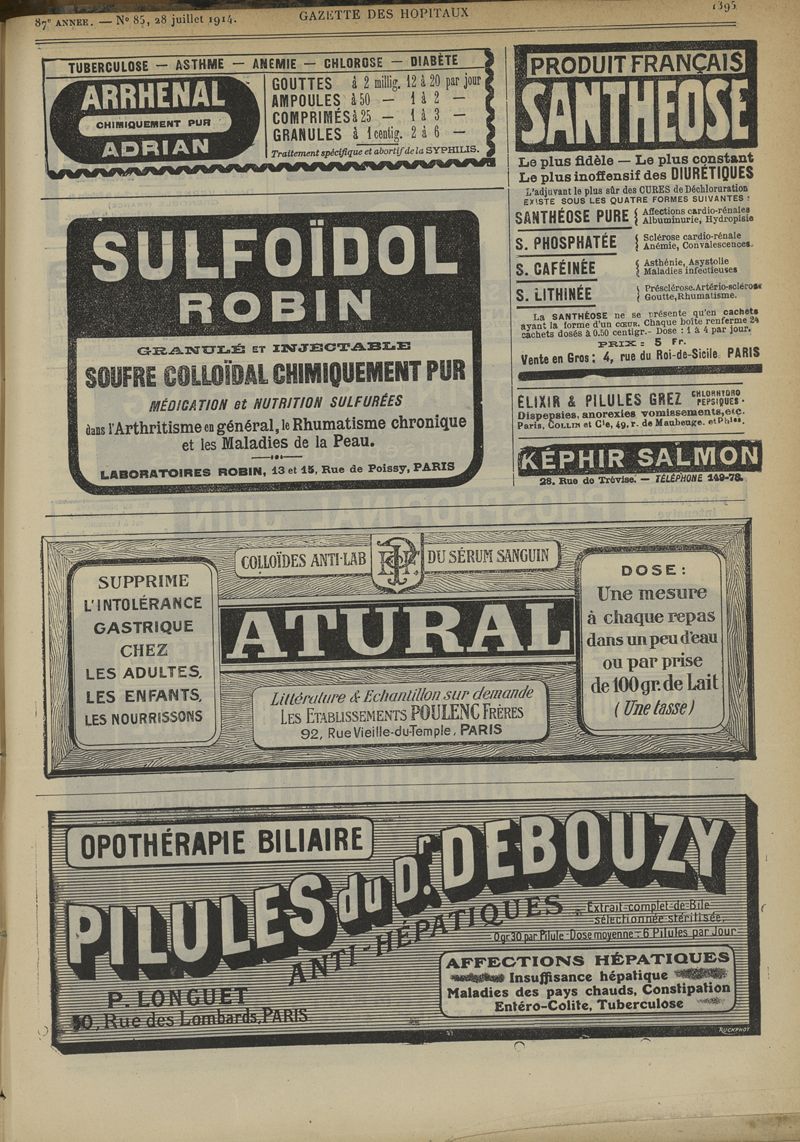 87e ANNÉE. — No 85, 28 juillet 1914.
GAZETTE DES HOPITAUX
1395
TUBERCULOSE — ASTHME — ANEMIE — CHLOROSE — DIABÈTE
ARRHENAL
CHIMIQUEMENT PUR
ADRIAN
GOUTTES à 2 millig. 12 à 20 par jour
AMPOULES à 50 — 1 à 2 —
COMPRIMÉS à 25 — 1 à 3 —
GRANULES à 1 centig. 2 à 6 —
Traitement spécifique et abortif de la SYPHILIS.
SULFOÏDOL
ROBIN
GRANULÉ ET INJECTABLE
SOUFRE COLLOÏDAL CHIMIQUEMENT PUR
MÉDICATION et NUTRITION SULFURÉES
dans l'Arthritisme en général, le Rhumatisme chronique
et les Maladies de la Peau.
LABORATOIRES ROBIN, 13 et 15, Rue de Poissy, PARIS
PRODUIT FRANÇAIS
SANTHEOSE
Le plus fidèle — Le plus constant
Le plus inoffensif des DIURÉTIQUES
L'adjuvant le plus sûr des CURES de Déchloruration
EXISTE SOUS LES QUATRE FORMES SUIVANTES :
SANTHÉOSE PURE { Affections cardio-rénales
Albuminurie, Hydropisie
S. PHOSPHATÉE { Sclérose cardio-rénale
Anémie, Convalescences.
S. CAFÉINÉE { Asthénie, Asystolie
Maladies infectieuses
S. LITHINÉE } Présclérose. Artério-sclérose
Goutte, Rhumatisme.
La SANTHÉOSE ne se présente qu'en cachets
ayant la forme d'un CŒUR. Chaque boîte renferme 24
cachets dosés à 0.50 centigr.- Dose : 1 à 4 par jour.
PRIX : 5 Fr.
Vente en Gros : 4, rue du Roi-de-Sicile PARIS
ÉLIXIR & PILULES GREZ CHLORHYDRO PEPSIQUES.
Dispepsies, anorexies vomissements, etc.
Paris, COLLIN et Cie, 49, r. de Maubeuge. et Phies.
KÉPHIR SALMON
28. Rue de Trévise. — TÉLÉPHONE 149-78.
COLLOÏDES ANTI-LAB DU SÉRUM SANGUIN
SUPPRIME
L'INTOLÉRANCE
GASTRIQUE
CHEZ
LES ADULTES,
LES ENFANTS,
LES NOURRISSONS
ATURAL
Littérature & Echantillon sur demande
LES ETABLISSEMENTS POULENC FRÈRES
92, Rue Vieille-du-Temple, PARIS
DOSE :
Une mesure
à chaque repas
dans un peu d'eau
ou par prise
de 100 gr. de Lait
(Une tasse)
OPOTHÉRAPIE BILIAIRE
PILULES du Dr. DEBOUZY
ANTI-HÉPATIQUES
Extrait complet de Bile
sélectionnée stérilisée,
0 gr 30 par Pilule - Dose moyenne : 6 Pilules par Jour
AFFECTIONS HÉPATIQUES
Insuffisance hépatique
Maladies des pays chauds, Constipation
Entéro-Colite, Tuberculose
P. LONGUET
50, Rue des Lombards, PARIS
RUCKPHOT